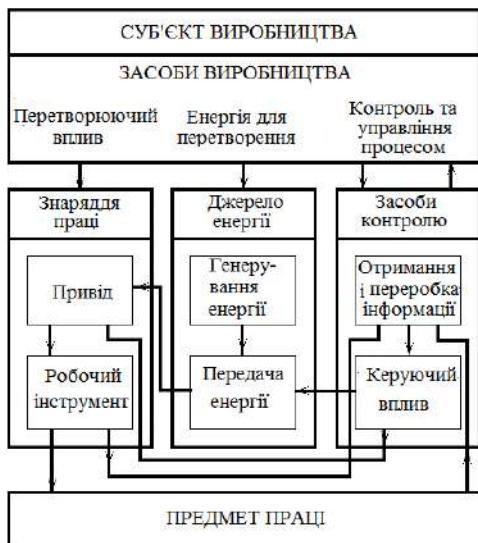 СУБ'ЄКТ ВИРОБНИЦТВА
ЗАСОБИ ВИРОБНИЦТВА
Перетворюючий
вплив
Енергія для
перетворення
Контроль та
управління
процесом
Знаряддя
праці
Джерело
енергії
Засоби
контролю
Привід
Генеру-
вання
енергії
Отримання
і переробка
інформації
Робочий
інструмент
Передача
енергії
Керуючий
вплив
ПРЕДМЕТ ПРАЦІ